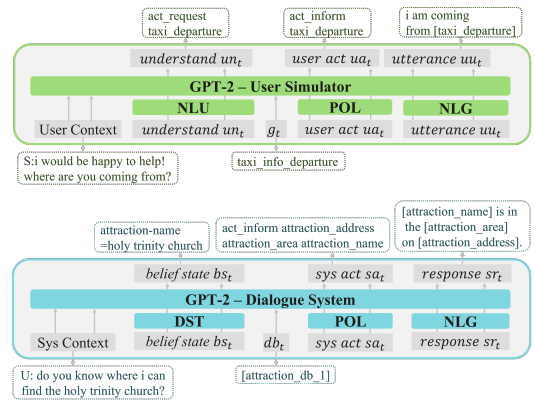 act_request
taxi_departure
act_inform
taxi_departure
i am coming
from [taxi_departure]
understand un_t
user act ua_t
utterance uu_t
GPT-2 – User Simulator
NLU
POL
NLG
User Context
understand un_t
g_t
user act ua_t
utterance uu_t
S:i would be happy to help!
where are you coming from?
taxi_info_departure
attraction-name
=holy trinity church
act_inform attraction_address
attraction_area attraction_name
[attraction_name] is in
the [attraction_area]
on [attraction_address].
belief state bs_t
sys act sa_t
response sr_t
GPT-2 – Dialogue System
DST
POL
NLG
Sys Context
belief state bs_t
db_t
sys act sa_t
response sr_t
U: do you know where i can
find the holy trinity church?
[attraction_db_1]